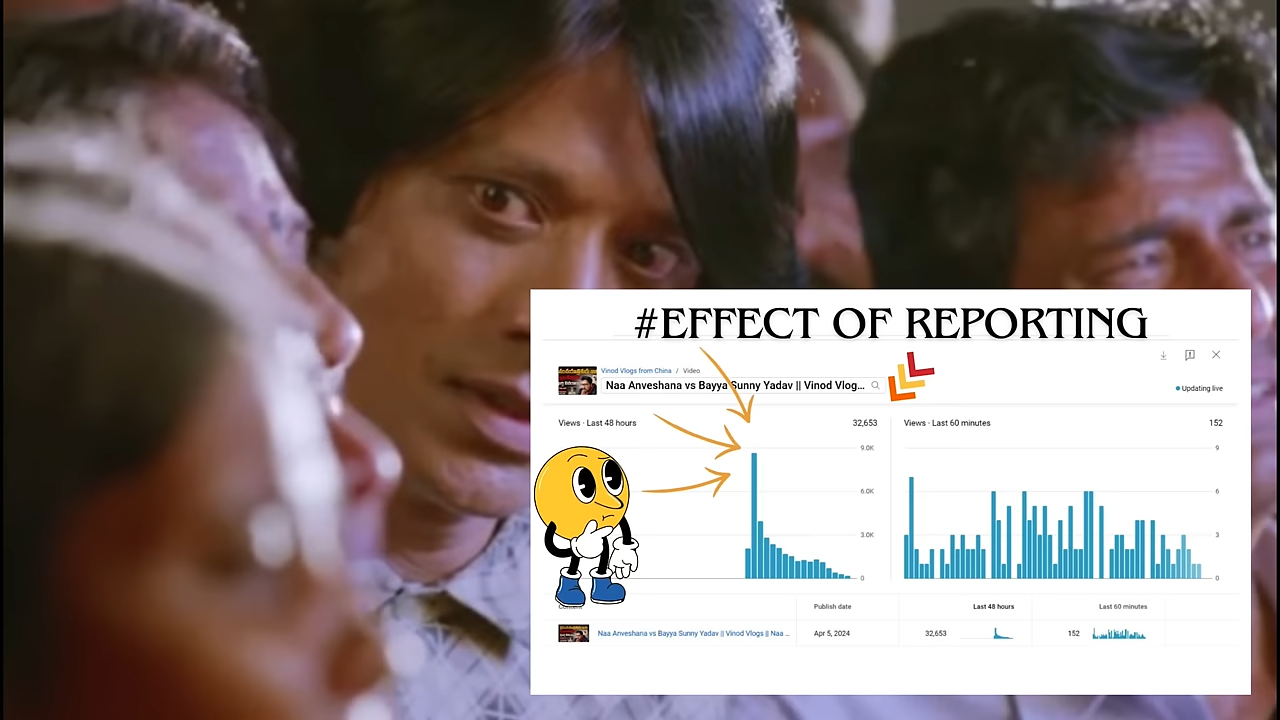 #EFFECT OF REPORTING
Vinod Vlogs from China / Video
Naa Anveshana vs Bayya Sunny Yadav || Vinod Vlog...
Updating live
Views · Last 48 hours 32,653
9.0K
6.0K
3.0K
0
Views · Last 60 minutes 152
9
6
3
0
Publish date Last 48 hours Last 60 minutes
Naa Anveshana vs Bayya Sunny Yadav || Vinod Vlogs || Naa ... Apr 5, 2024 32,653 152